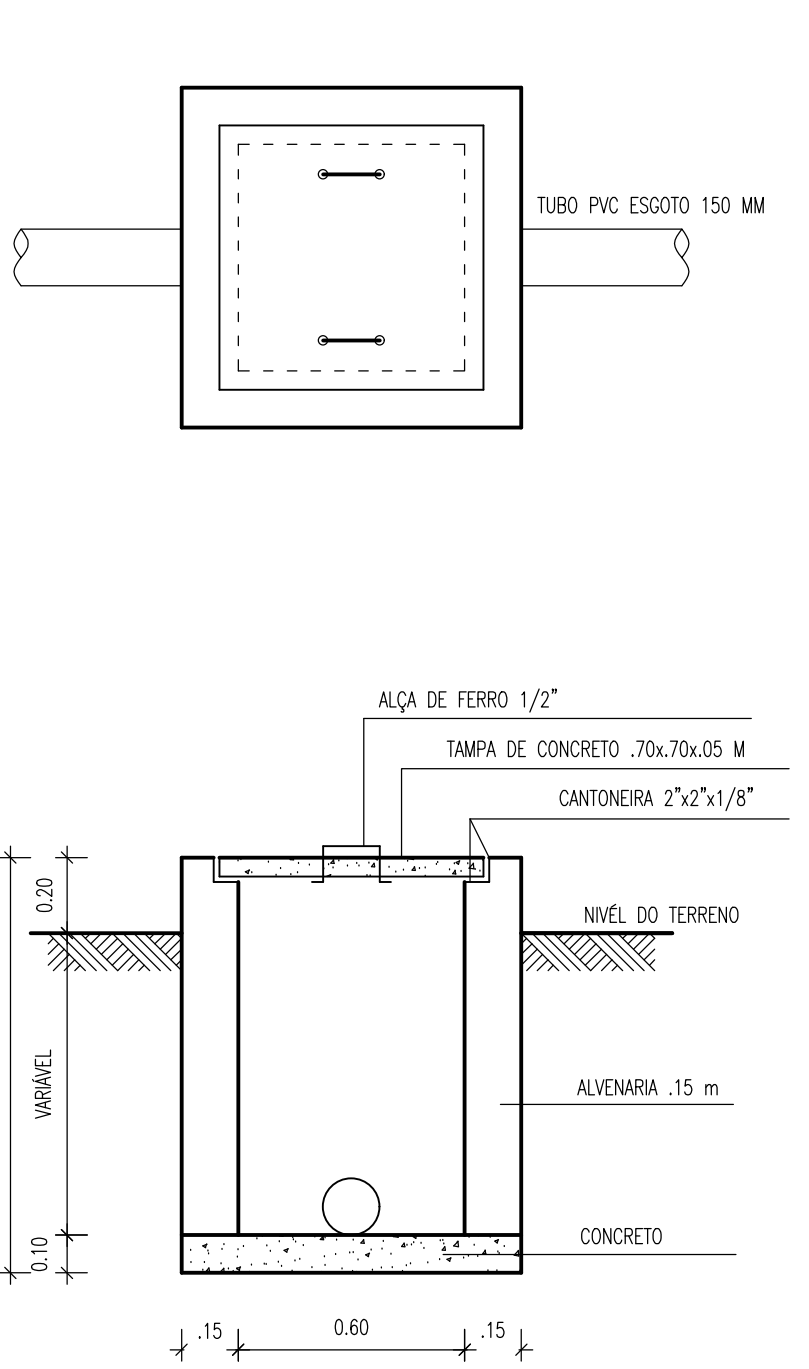 TUBO PVC ESGOTO 150 MM
ALÇA DE FERRO 1/2”
TAMPA DE CONCRETO .70x.70x.05 M
CANTONEIRA 2”x2”x1/8”
0.20
NIVÉL DO TERRENO
VARIÁVEL
ALVENARIA .15 m
0.10
CONCRETO
.15
0.60
.15